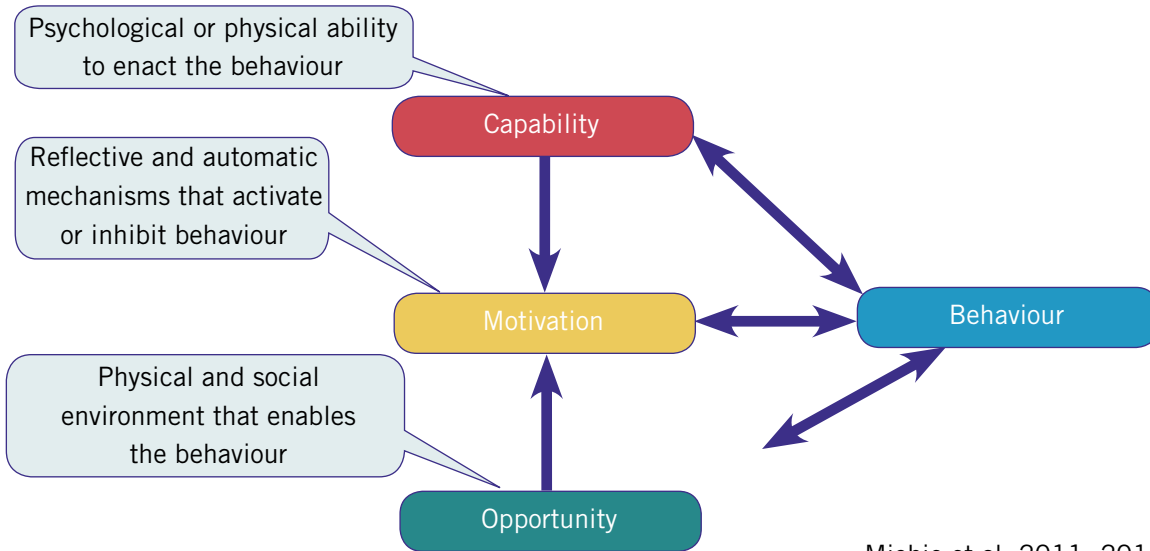 Psychological or physical ability
to enact the behaviour
Capability
Reflective and automatic
mechanisms that activate
or inhibit behaviour
Motivation
Behaviour
Physical and social
environment that enables
the behaviour
Opportunity